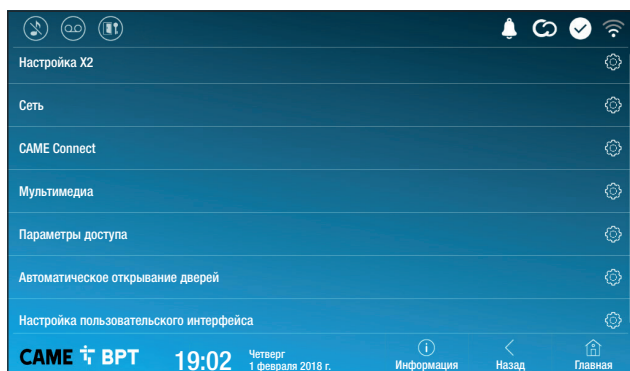 Настройка X2
Сеть
CAME Connect
Мультимедиа
Параметры доступа
Автоматическое открывание дверей
Настройка пользовательского интерфейса
CAME BPT
19:02
Четверг
1 февраля 2018 г.
Информация
Назад
Главная